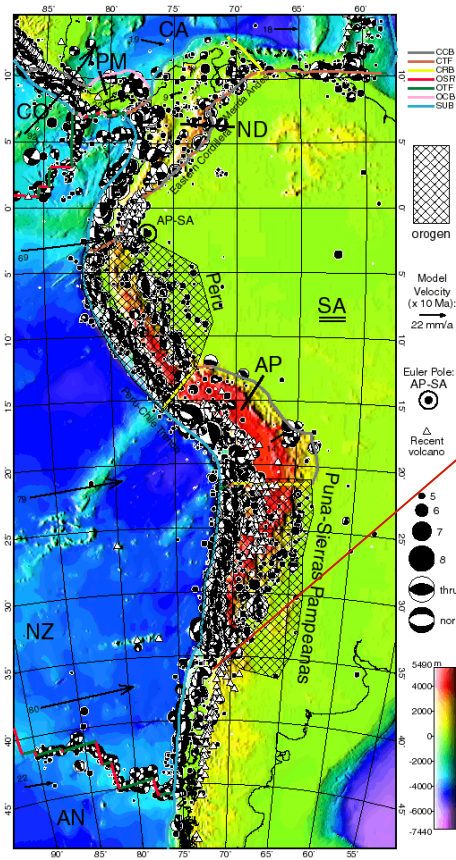 85˚ 80˚ 75˚ 70˚ 65˚ 60˚
CA
18
19
10˚
PM
CO
5˚
ND
Eastern Cordillera
Merida Andes
0˚
AP-SA
69
5˚
Peru
SA
10˚
AP
15˚
Peru-Chile Trench
20˚
79
Puna-Sierras Pampeanas
25˚
30˚
NZ
35˚
80
40˚
22
45˚
AN
90˚ 85˚ 80˚ 75˚ 70˚ 65˚ 60˚ 55˚
CCB
CTF
CRB
OSR
OTF
OCB
SUB
orogen
Model
Velocity
(x 10 Ma):
22 mm/a
Euler Pole:
AP-SA
Recent
volcano
5
6
7
8
thru
nor
5490 m
4000
2000
0
-2000
-4000
-6000
-7440